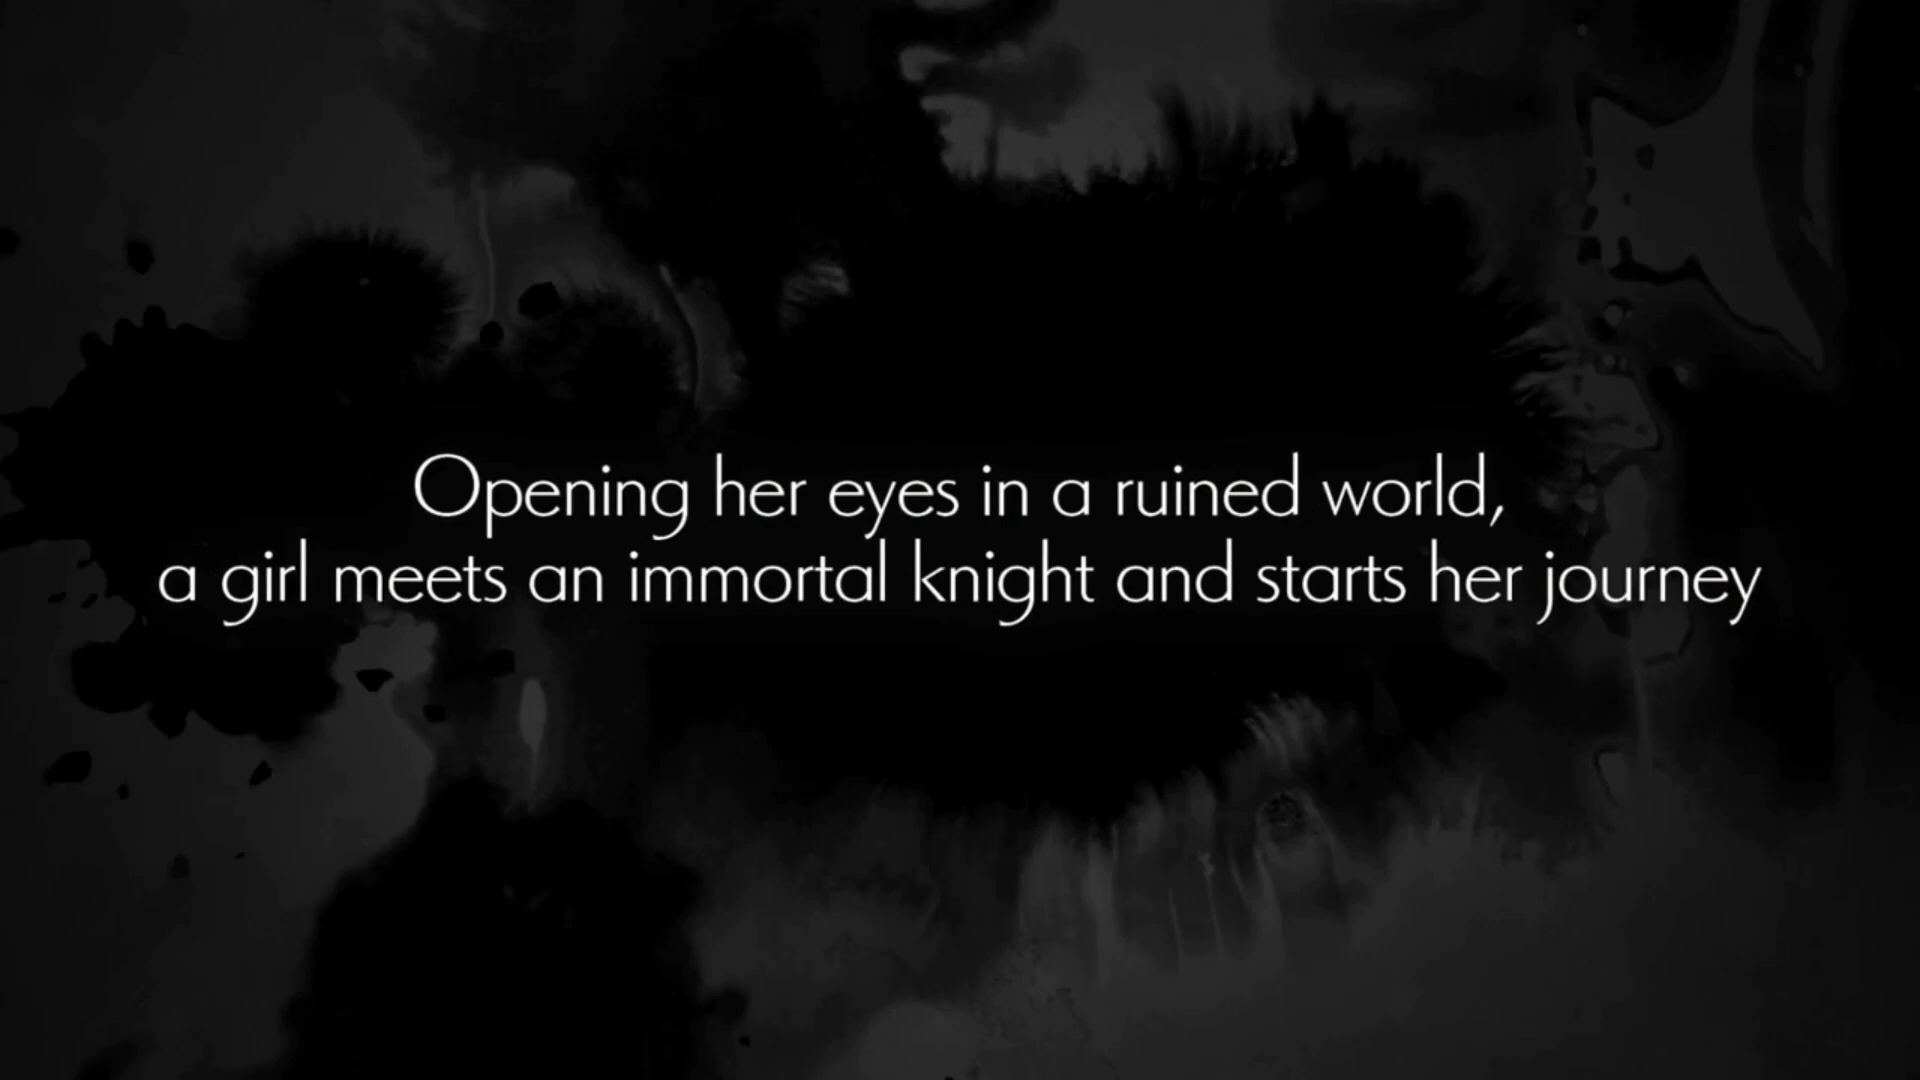 Opening her eyes in a ruined world,
a girl meets an immortal knight and starts her journey